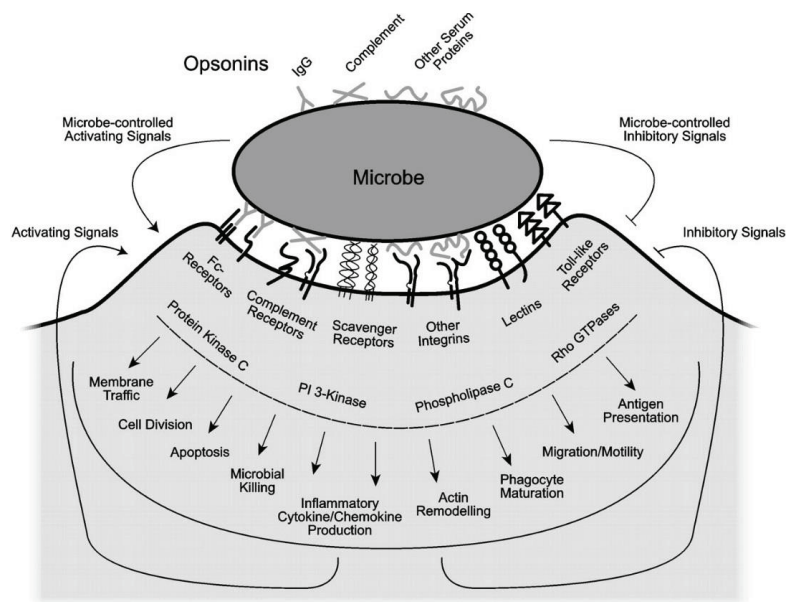 Opsonins
IgG
Complement
Other Serum
Proteins
Microbe-controlled
Activating Signals
Microbe-controlled
Inhibitory Signals
Microbe
Activating Signals
Inhibitory Signals
Fc-
Receptors
Complement
Receptors
Scavenger
Receptors
Other
Integrins
Lectins
Toll-like
Receptors
Protein Kinase C
PI 3-Kinase
Phospholipase C
Rho GTPases
Membrane
Traffic
Cell Division
Apoptosis
Microbial
Killing
Inflammatory
Cytokine/Chemokine
Production
Actin
Remodelling
Phagocyte
Maturation
Migration/Motility
Antigen
Presentation